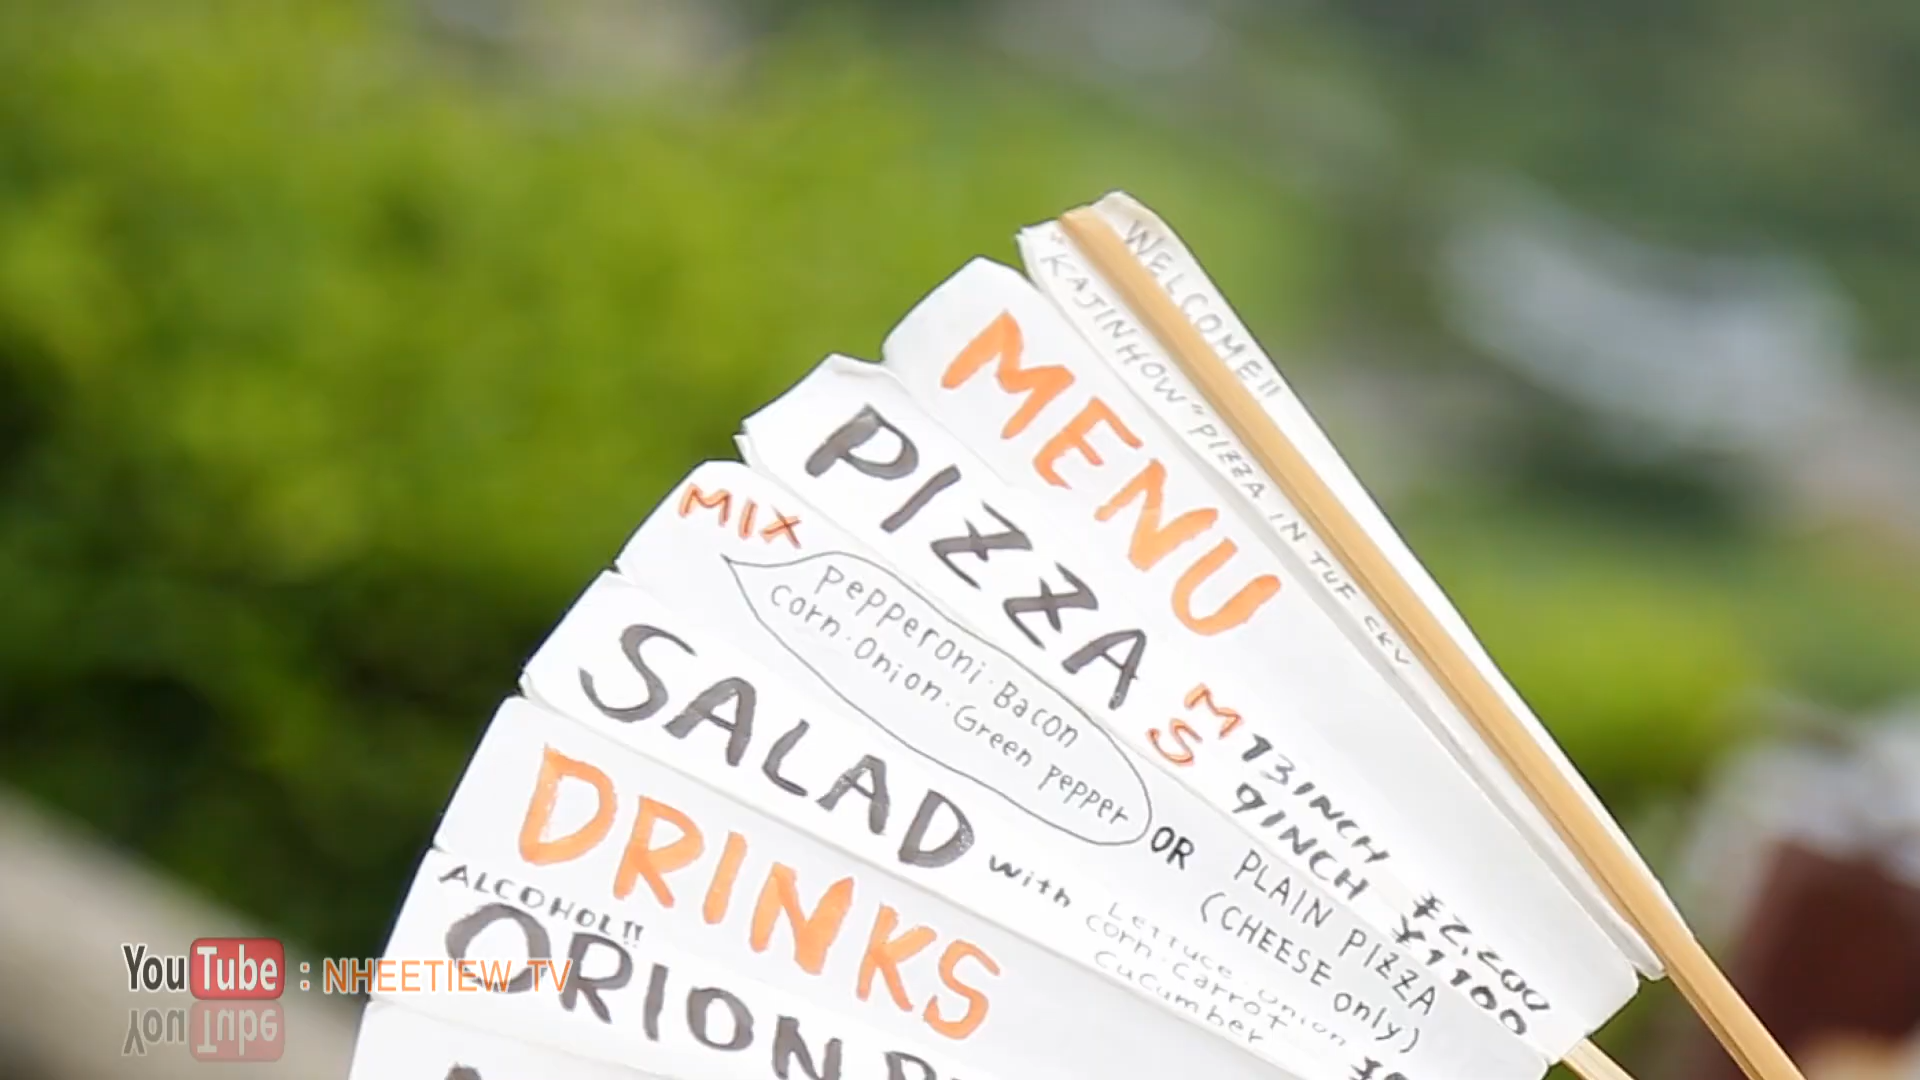 WELCOME!!
"KAJINHOW" PIZZA IN THE SKY
MENU
PIZZA
M 13INCH ¥2,200
S 9INCH ¥1100
MIX
Pepperoni·Bacon
Corn·Onion·Green Pepper
OR
PLAIN PIZZA
(CHEESE only)
SALAD with
Lettuce·Onion
Corn·Carrot
Cucumber
DRINKS
ALCOHOL!!
ORION
YouTube : NHEETIEW TV